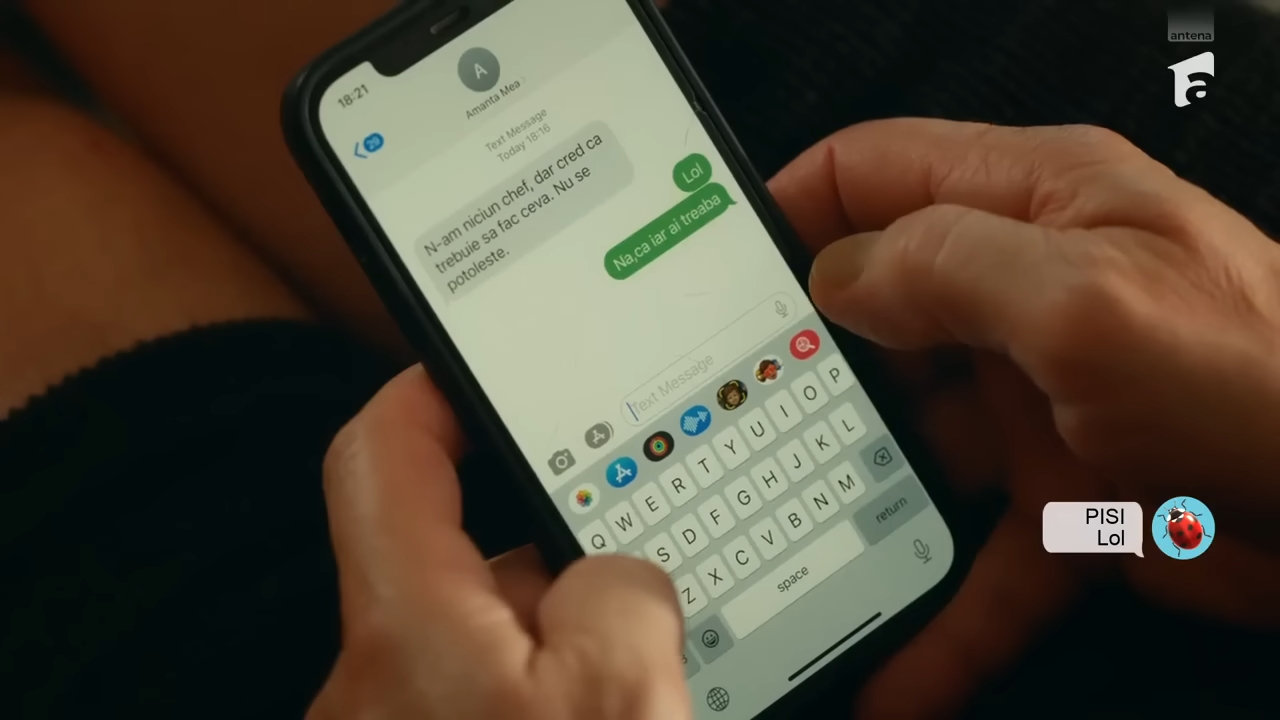 antena
a
18:21
A
Amanta Mea
20
Text Message
Today 18:16
N-am niciun chef, dar cred ca
trebuie sa fac ceva. Nu se
potoleste.
Lol
Na,ca iar ai treaba
Text Message
Q W E R T Y U I O P
S D F G H J K L
Z X C V B N M
space
return
PISI
Lol